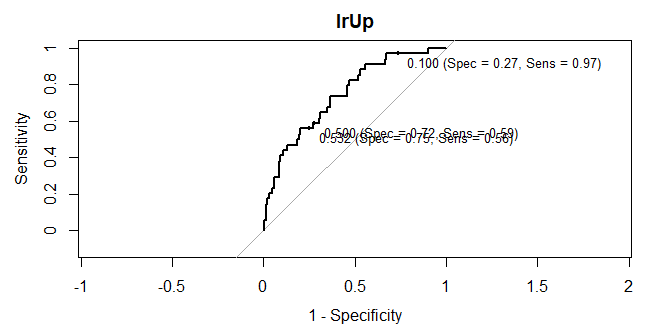 lrUp
Sensitivity
1
0.8
0.6
0.4
0.2
0
0.100 (Spec = 0.27, Sens = 0.97)
0.500 (Spec = 0.72, Sens = 0.59)
0.532 (Spec = 0.75, Sens = 0.56)
-1
-0.5
0
0.5
1
1.5
2
1 - Specificity